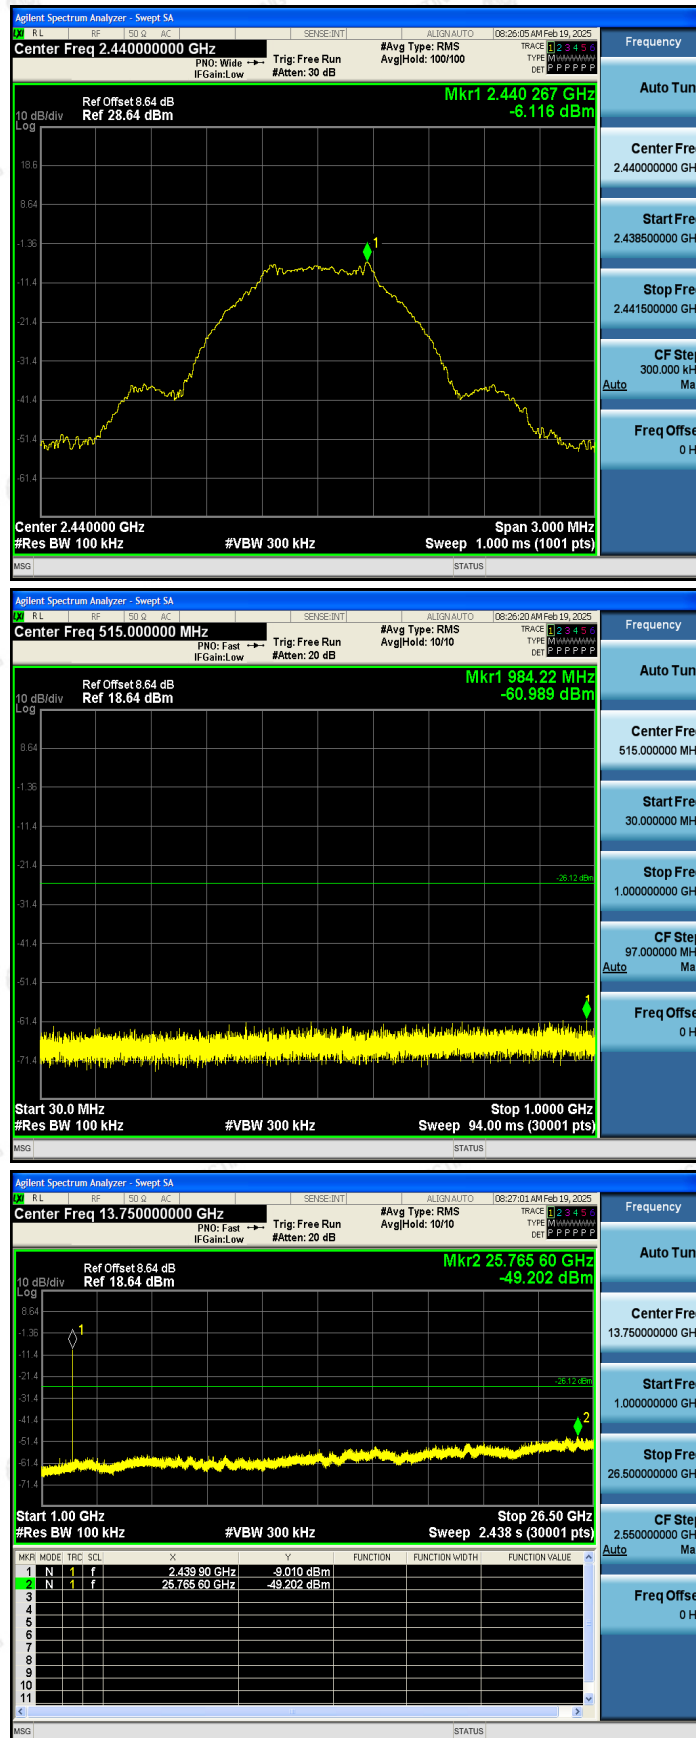 Agilent Spectrum Analyzer - Swept SA
LXI RL RF 50 Ω AC SENSE:INT ALIGNAUTO 08:26:05 AM Feb 19, 2025
Center Freq 2.440000000 GHz #Avg Type: RMS TRACE 1 2 3 4 5 6
PNO: Wide Trig: Free Run Avg|Hold: 100/100 TYPE M WWWWW
IFGain:Low #Atten: 30 dB DET P P P P P P
Frequency
Mkr1 2.440 267 GHz
-6.116 dBm
Ref Offset 8.64 dB
10 dB/div Ref 28.64 dBm
Log
18.6
8.64
-1.36
-11.4
-21.4
-31.4
-41.4
-51.4
-61.4
1
Center 2.440000 GHz Span 3.000 MHz
#Res BW 100 kHz #VBW 300 kHz Sweep 1.000 ms (1001 pts)
MSG STATUS
Auto Tun
Center Fre
2.440000000 GH
Start Fre
2.438500000 GH
Stop Fre
2.441500000 GH
CF Ste
300.000 kH
Auto Ma
Freq Offse
0 H
Agilent Spectrum Analyzer - Swept SA
LXI RL RF 50 Ω AC SENSE:INT ALIGNAUTO 08:26:20 AM Feb 19, 2025
Center Freq 515.000000 MHz #Avg Type: RMS TRACE 1 2 3 4 5 6
PNO: Fast Trig: Free Run Avg|Hold: 10/10 TYPE M WWWWW
IFGain:Low #Atten: 20 dB DET P P P P P P
Frequency
Mkr1 984.22 MHz
-60.989 dBm
Ref Offset 8.64 dB
10 dB/div Ref 18.64 dBm
Log
8.64
-1.36
-11.4
-21.4
-26.12 dBm
-31.4
-41.4
-51.4
-61.4
-71.4
1
Start 30.0 MHz Stop 1.0000 GHz
#Res BW 100 kHz #VBW 300 kHz Sweep 94.00 ms (30001 pts)
MSG STATUS
Auto Tun
Center Fre
515.000000 MH
Start Fre
30.000000 MH
Stop Fre
1.000000000 GH
CF Ste
97.000000 MH
Auto Ma
Freq Offse
0 H
Agilent Spectrum Analyzer - Swept SA
LXI RL RF 50 Ω AC SENSE:INT ALIGNAUTO 08:27:01 AM Feb 19, 2025
Center Freq 13.750000000 GHz #Avg Type: RMS TRACE 1 2 3 4 5 6
PNO: Fast Trig: Free Run Avg|Hold: 10/10 TYPE M WWWWW
IFGain:Low #Atten: 20 dB DET P P P P P P
Frequency
Mkr2 25.765 60 GHz
-49.202 dBm
Ref Offset 8.64 dB
10 dB/div Ref 18.64 dBm
Log
8.64
-1.36
-11.4
-21.4
-26.12 dBm
-31.4
-41.4
-51.4
-61.4
-71.4
1
2
Start 1.00 GHz Stop 26.50 GHz
#Res BW 100 kHz #VBW 300 kHz Sweep 2.438 s (30001 pts)
MKR MODE TRC SCL X Y FUNCTION FUNCTION WIDTH FUNCTION VALUE
1 N 1 f 2.439 90 GHz -9.010 dBm
2 N 1 f 25.765 60 GHz -49.202 dBm
3
4
5
6
7
8
9
10
11
MSG STATUS
Auto Tun
Center Fre
13.750000000 GH
Start Fre
1.000000000 GH
Stop Fre
26.500000000 GH
CF Ste
2.550000000 GH
Auto Ma
Freq Offse
0 H